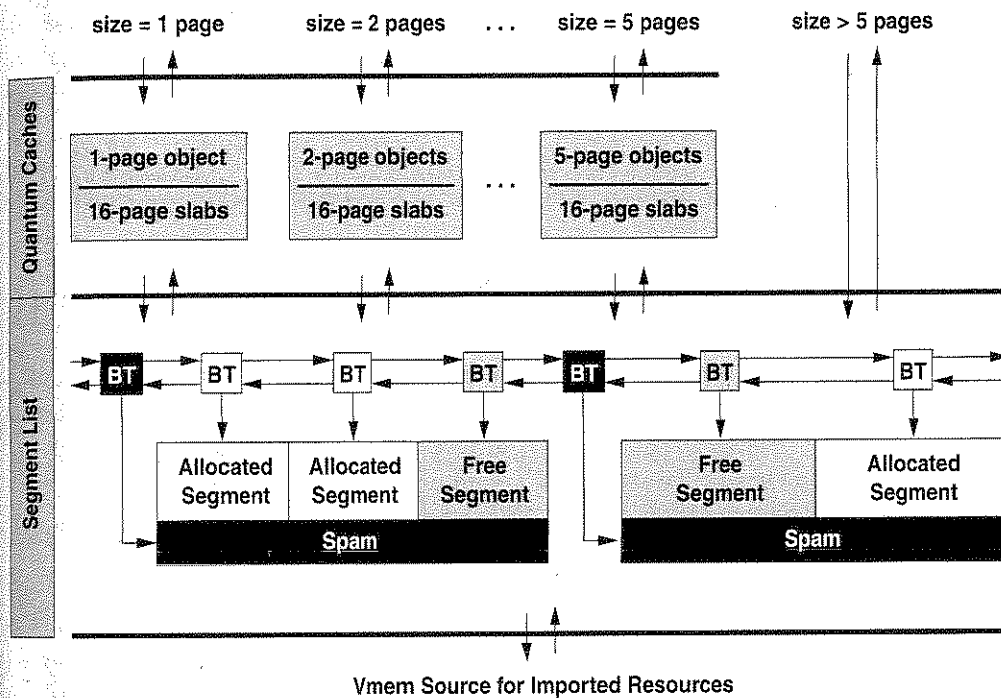 size = 1 page
size = 2 pages
. . .
size = 5 pages
size > 5 pages
Quantum Caches
1-page object
16-page slabs
2-page objects
16-page slabs
. . .
5-page objects
16-page slabs
Segment List
BT
BT
BT
BT
BT
BT
BT
Allocated
Segment
Allocated
Segment
Free
Segment
Free
Segment
Allocated
Segment
Spam
Spam
Vmem Source for Imported Resources